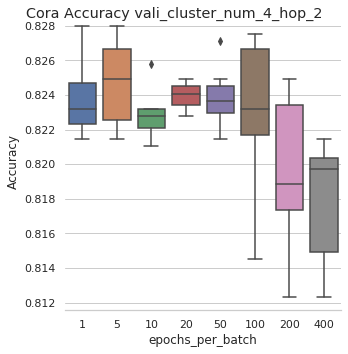 Cora Accuracy vali_cluster_num_4_hop_2
0.828
0.826
0.824
0.822
0.820
0.818
0.816
0.814
0.812
Accuracy
1 5 10 20 50 100 200 400
epochs_per_batch